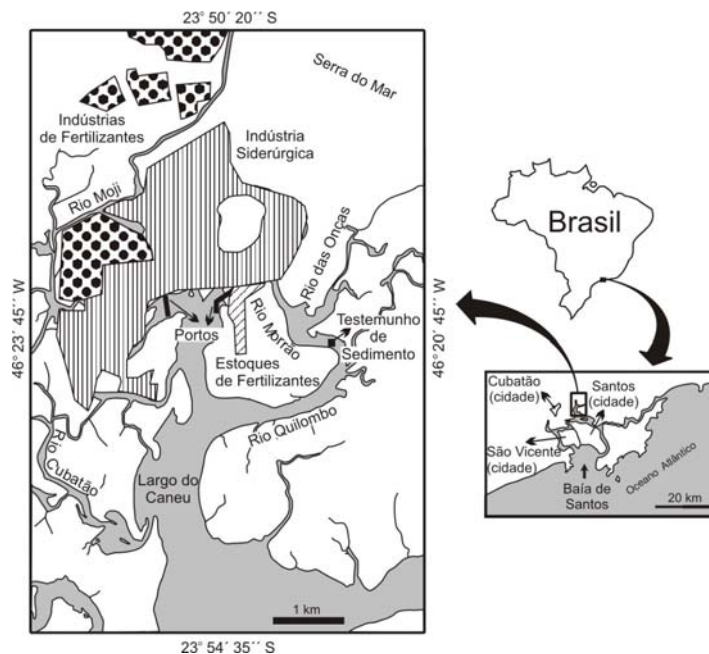 23° 50´ 20´´ S
Serra do Mar
Indústrias
de Fertilizantes
Indústria
Siderúrgica
Rio Moji
Rio das Onças
Rio Morrão
Portos
Testemunho
de
Sedimento
Estoques
de Fertilizantes
Rio Quilombo
Rio
Cubatão
Largo do
Caneu
1 km
46° 23´ 45´´ W
46° 20´ 45´´ W
23° 54´ 35´´ S
Brasil
Cubatão
(cidade)
Santos
(cidade)
São Vicente
(cidade)
Baía de
Santos
Oceano Atlântico
20 km